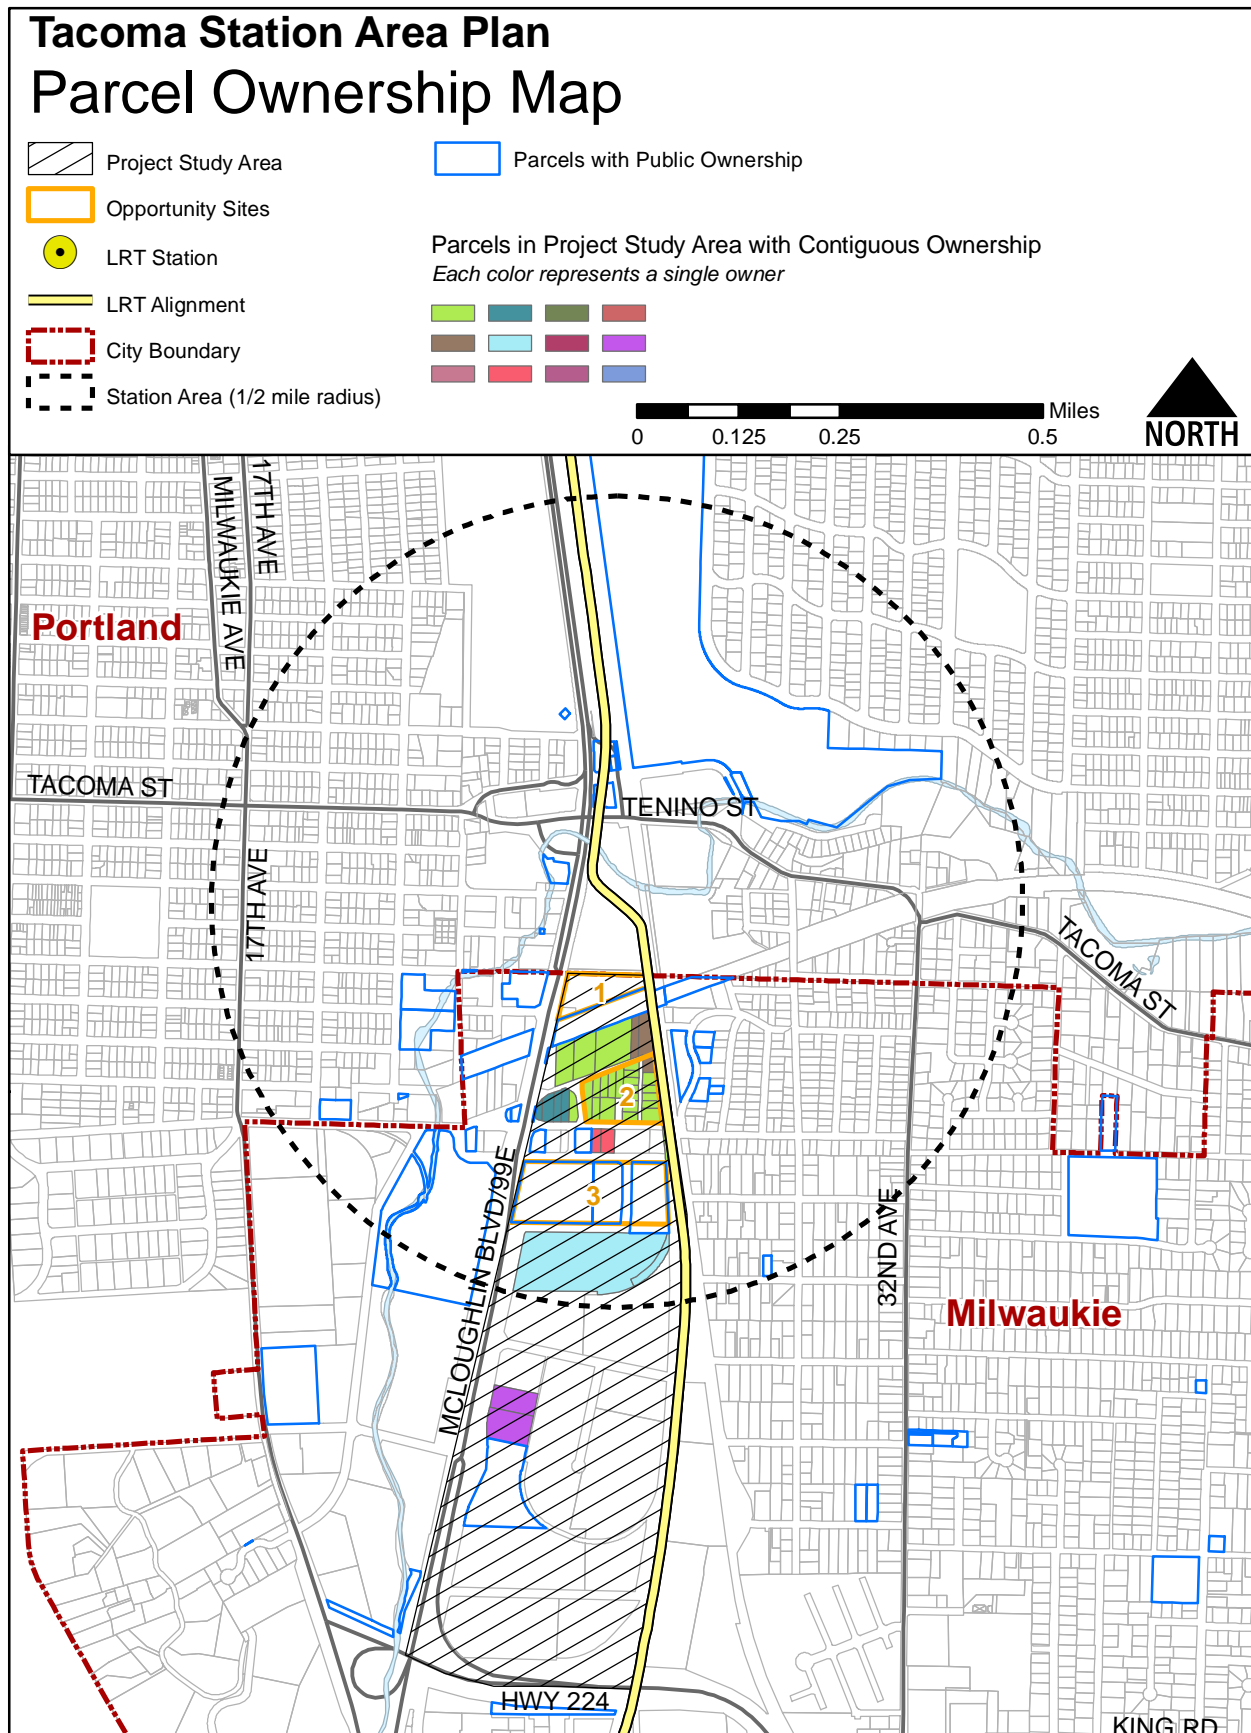 Tacoma Station Area Plan
Parcel Ownership Map
Project Study Area
Opportunity Sites
LRT Station
LRT Alignment
City Boundary
Station Area (1/2 mile radius)
Parcels with Public Ownership
Parcels in Project Study Area with Contiguous Ownership
Each color represents a single owner
Miles
0 0.125 0.25 0.5
NORTH
17TH AVE
MILWAUKIE AVE
Portland
TACOMA ST
TENINO ST
17TH AVE
TACOMA ST
1
2
3
MCLOUGHLIN BLVD/99E
32ND AVE
Milwaukie
HWY 224
KING RD